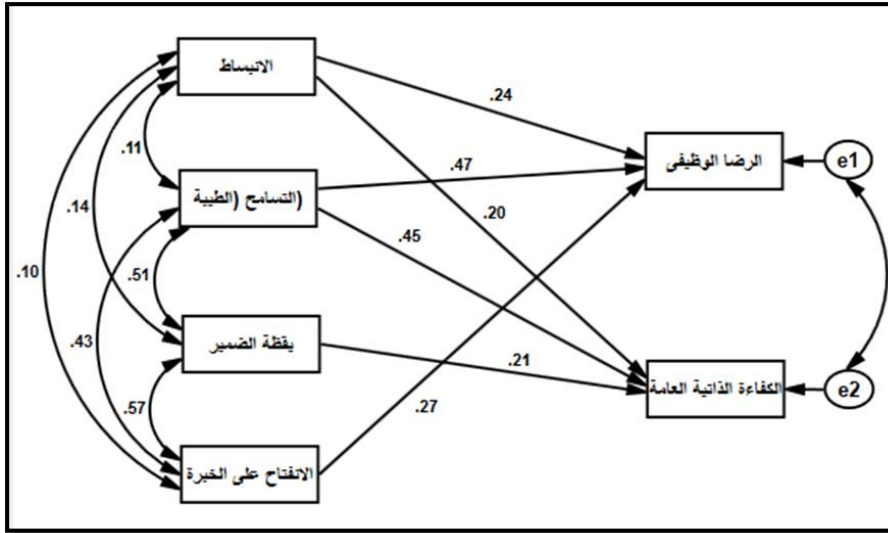 الانبساط
.24
.11
الرضا الوظيفى
e1
.47
(التسامح (الطيبة
.20
.14
.45
.10
.51
.43
يقظة الضمير
.21
الكفاءة الذاتية العامة
e2
.57
.27
الانفتاح على الخبرة